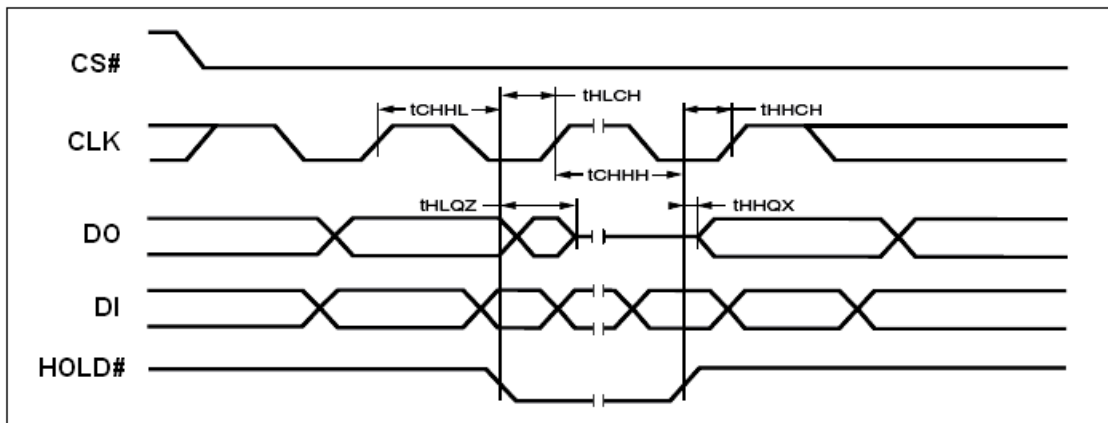 CS#
tHLCH
tCHHL
tHHCH
CLK
tCHHH
tHLQZ
tHHQX
DO
DI
HOLD#